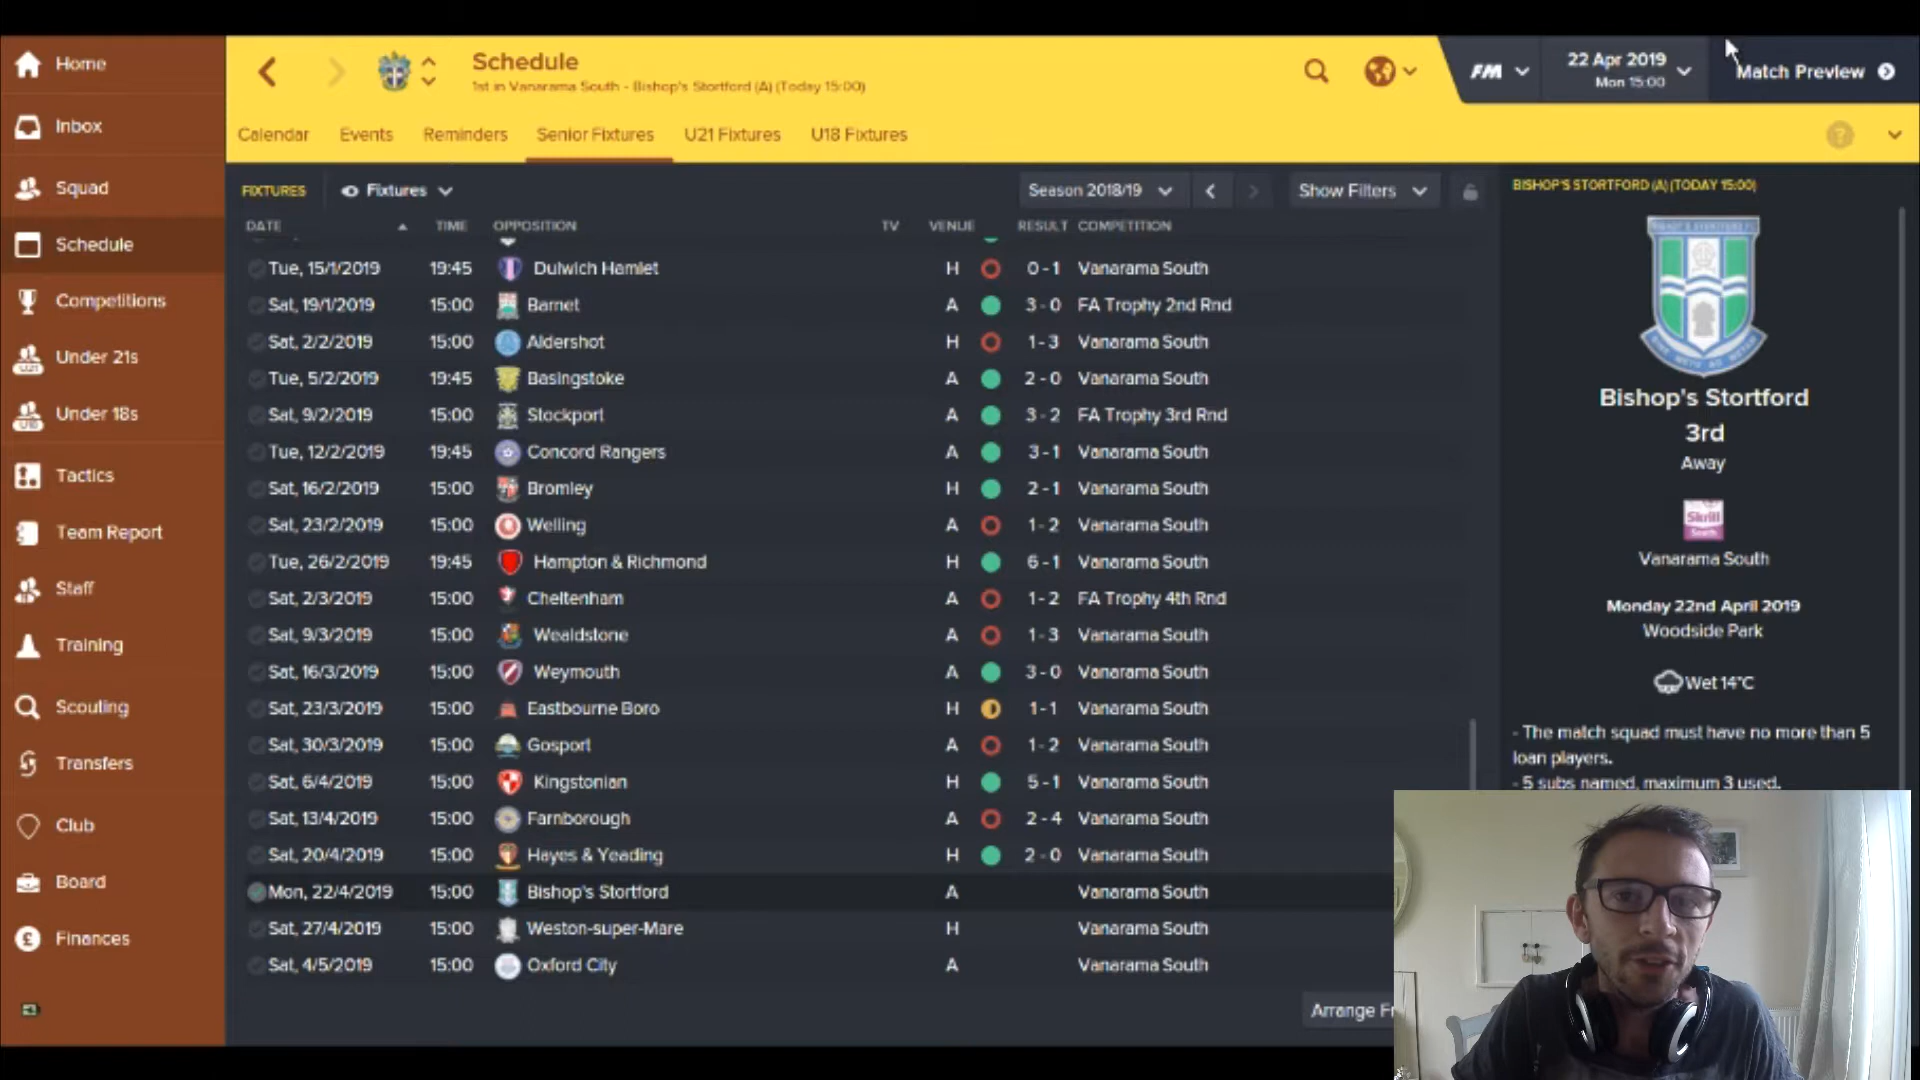 Home
Inbox
Squad
Schedule
Competitions
Under 21s
Under 18s
Tactics
Team Report
Staff
Training
Scouting
Transfers
Club
Board
Finances
Schedule
1st in Vanarama South - Bishop's Stortford (A) (Today 15:00)
FM
22 Apr 2019
Mon 15:00
Match Preview
Calendar Events Reminders Senior Fixtures U21 Fixtures U18 Fixtures
FIXTURES Fixtures Season 2018/19 Show Filters
DATE TIME OPPOSITION TV VENUE RESULT COMPETITION
Tue, 15/1/2019 19:45 Dulwich Hamlet H 0-1 Vanarama South
Sat, 19/1/2019 15:00 Barnet A 3-0 FA Trophy 2nd Rnd
Sat, 2/2/2019 15:00 Aldershot H 1-3 Vanarama South
Tue, 5/2/2019 19:45 Basingstoke A 2-0 Vanarama South
Sat, 9/2/2019 15:00 Stockport A 3-2 FA Trophy 3rd Rnd
Tue, 12/2/2019 19:45 Concord Rangers A 3-1 Vanarama South
Sat, 16/2/2019 15:00 Bromley H 2-1 Vanarama South
Sat, 23/2/2019 15:00 Welling A 1-2 Vanarama South
Tue, 26/2/2019 19:45 Hampton & Richmond H 6-1 Vanarama South
Sat, 2/3/2019 15:00 Cheltenham A 1-2 FA Trophy 4th Rnd
Sat, 9/3/2019 15:00 Wealdstone A 1-3 Vanarama South
Sat, 16/3/2019 15:00 Weymouth A 3-0 Vanarama South
Sat, 23/3/2019 15:00 Eastbourne Boro H 1-1 Vanarama South
Sat, 30/3/2019 15:00 Gosport A 1-2 Vanarama South
Sat, 6/4/2019 15:00 Kingstonian H 5-1 Vanarama South
Sat, 13/4/2019 15:00 Farnborough A 2-4 Vanarama South
Sat, 20/4/2019 15:00 Hayes & Yeading H 2-0 Vanarama South
Mon, 22/4/2019 15:00 Bishop's Stortford A Vanarama South
Sat, 27/4/2019 15:00 Weston-super-Mare H Vanarama South
Sat, 4/5/2019 15:00 Oxford City A Vanarama South
Arrange Fr
BISHOP'S STORTFORD (A) (TODAY 15:00)
Bishop's Stortford
3rd
Away
Skrill
South
Vanarama South
Monday 22nd April 2019
Woodside Park
Wet 14°C
- The match squad must have no more than 5
loan players.
- 5 subs named, maximum 3 used.